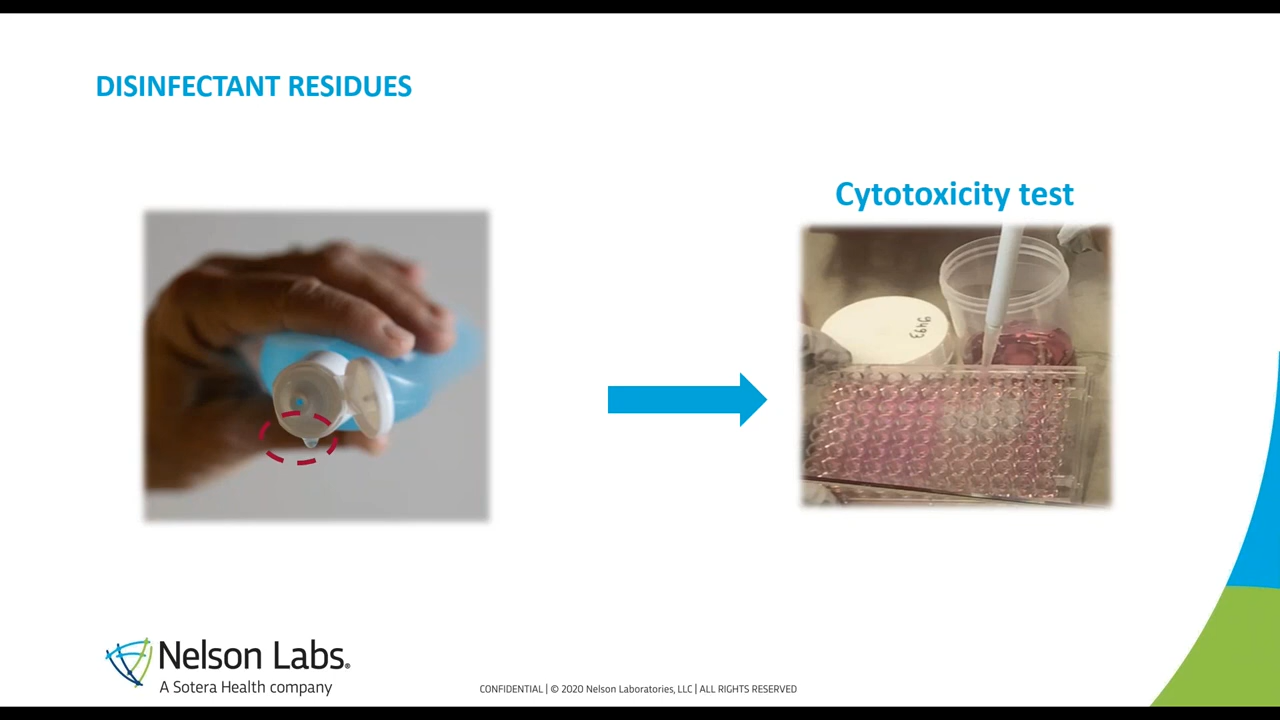 DISINFECTANT RESIDUES
Cytotoxicity test
Nelson Labs®
A Sotera Health company
CONFIDENTIAL | © 2020 Nelson Laboratories, LLC | ALL RIGHTS RESERVED